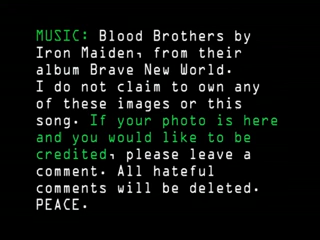 MUSIC: Blood Brothers by
Iron Maiden, from their
album Brave New World.
I do not claim to own any
of these images or this
song. If your photo is here
and you would like to be
credited, please leave a
comment. All hateful
comments will be deleted.
PEACE.